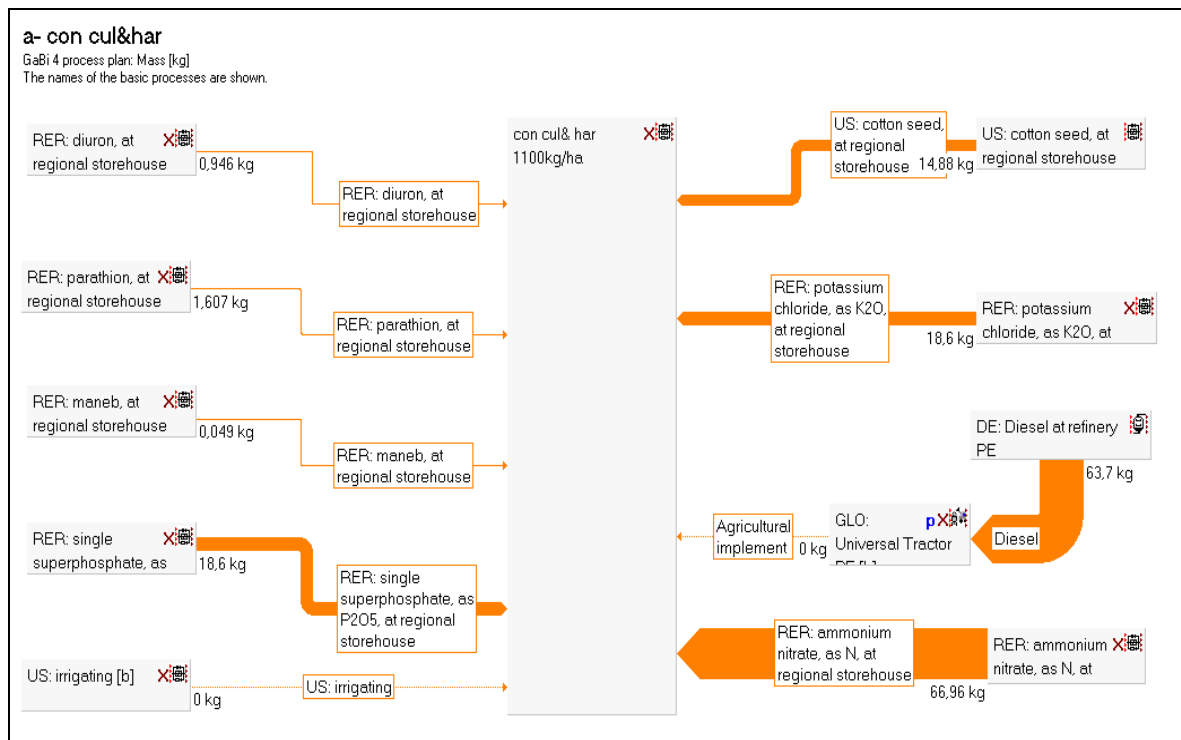 a- con cul&har
GaBi 4 process plan: Mass [kg]
The names of the basic processes are shown.
RER: diuron, at
regional storehouse
0,946 kg
RER: diuron, at
regional storehouse
RER: parathion, at
regional storehouse
1,607 kg
RER: parathion, at
regional storehouse
RER: maneb, at
regional storehouse
0,049 kg
RER: maneb, at
regional storehouse
RER: single
superphosphate, as
18,6 kg
RER: single
superphosphate, as
P2O5, at regional
storehouse
US: irrigating [b]
0 kg
US: irrigating
con cul& har
1100kg/ha
US: cotton seed,
at regional
storehouse
14,88 kg
US: cotton seed, at
regional storehouse
RER: potassium
chloride, as K2O,
at regional
storehouse
18,6 kg
RER: potassium
chloride, as K2O, at
DE: Diesel at refinery
PE
63,7 kg
Diesel
Agricultural
implement
0 kg
GLO:
p
Universal Tractor
RER: ammonium
nitrate, as N, at
regional storehouse
66,96 kg
RER: ammonium
nitrate, as N, at